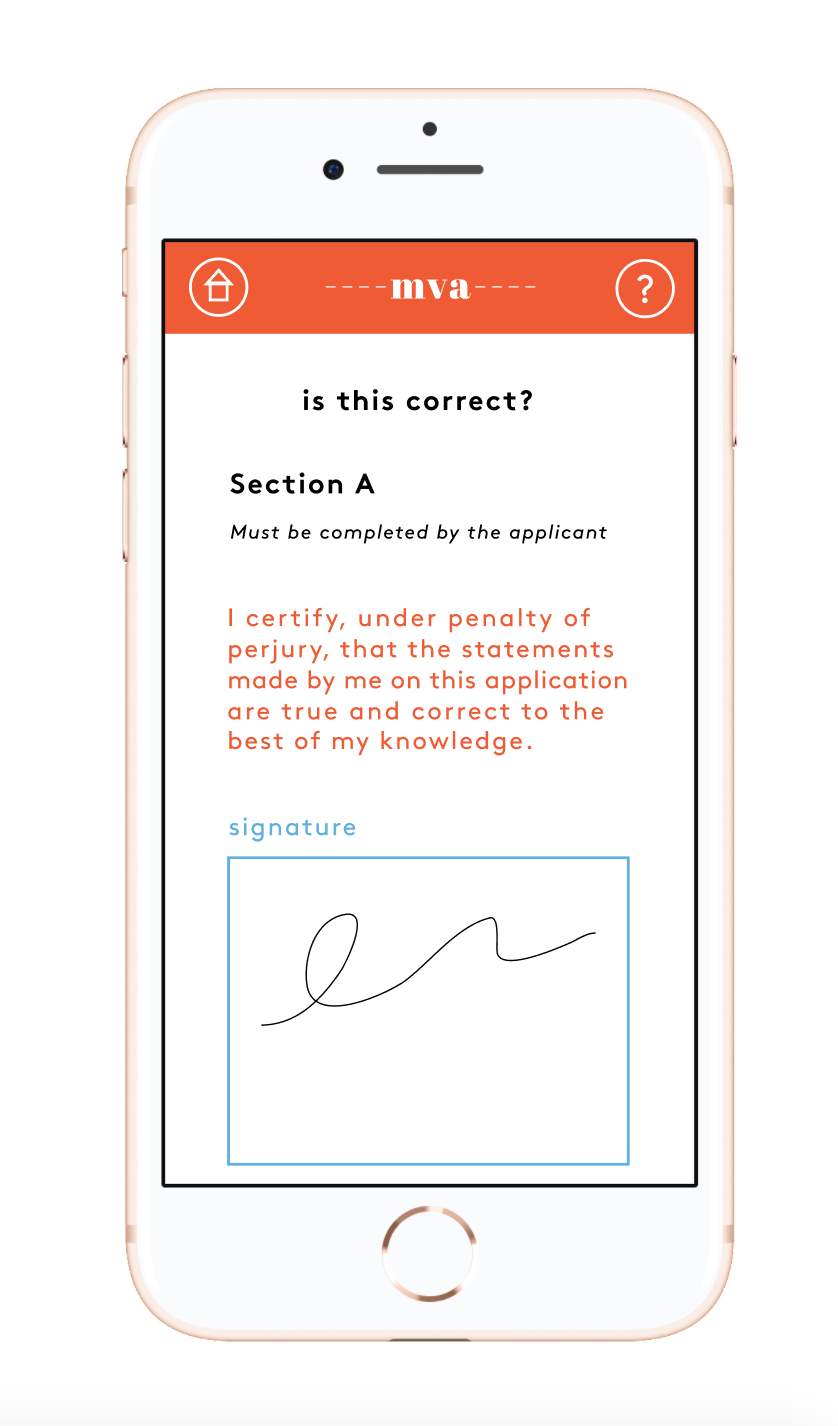 ----mva----
?
is this correct?
Section A
Must be completed by the applicant
I certify, under penalty of
perjury, that the statements
made by me on this application
are true and correct to the
best of my knowledge.
signature